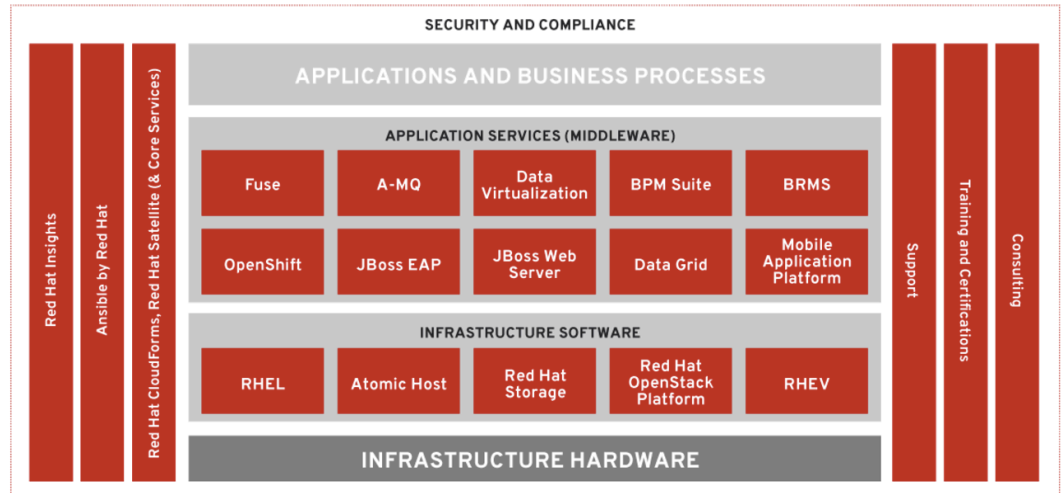 SECURITY AND COMPLIANCE
Red Hat Insights
Ansible by Red Hat
Red Hat CloudForms, Red Hat Satellite (& Core Services)
APPLICATIONS AND BUSINESS PROCESSES
APPLICATION SERVICES (MIDDLEWARE)
Fuse
A-MQ
Data
Virtualization
BPM Suite
BRMS
OpenShift
JBoss EAP
JBoss Web
Server
Data Grid
Mobile
Application
Platform
INFRASTRUCTURE SOFTWARE
RHEL
Atomic Host
Red Hat
Storage
Red Hat
OpenStack
Platform
RHEV
INFRASTRUCTURE HARDWARE
Support
Training and Certifications
Consulting